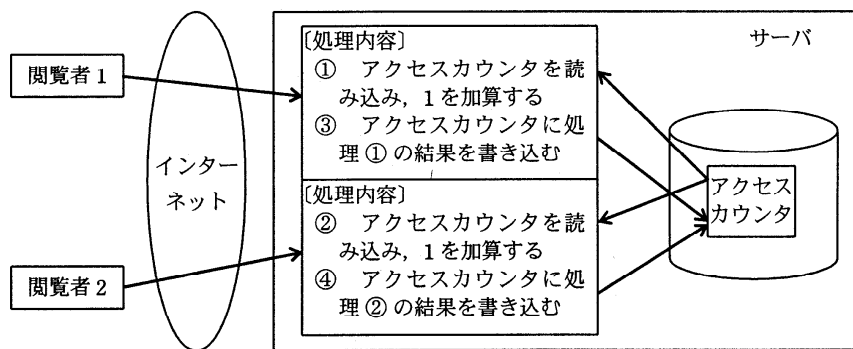 サーバ
閲覧者1
インター
ネット
〔処理内容〕
① アクセスカウンタを読
み込み，1を加算する
③ アクセスカウンタに処
理①の結果を書き込む
〔処理内容〕
② アクセスカウンタを読
み込み，1を加算する
④ アクセスカウンタに処
理②の結果を書き込む
アクセス
カウンタ
閲覧者2